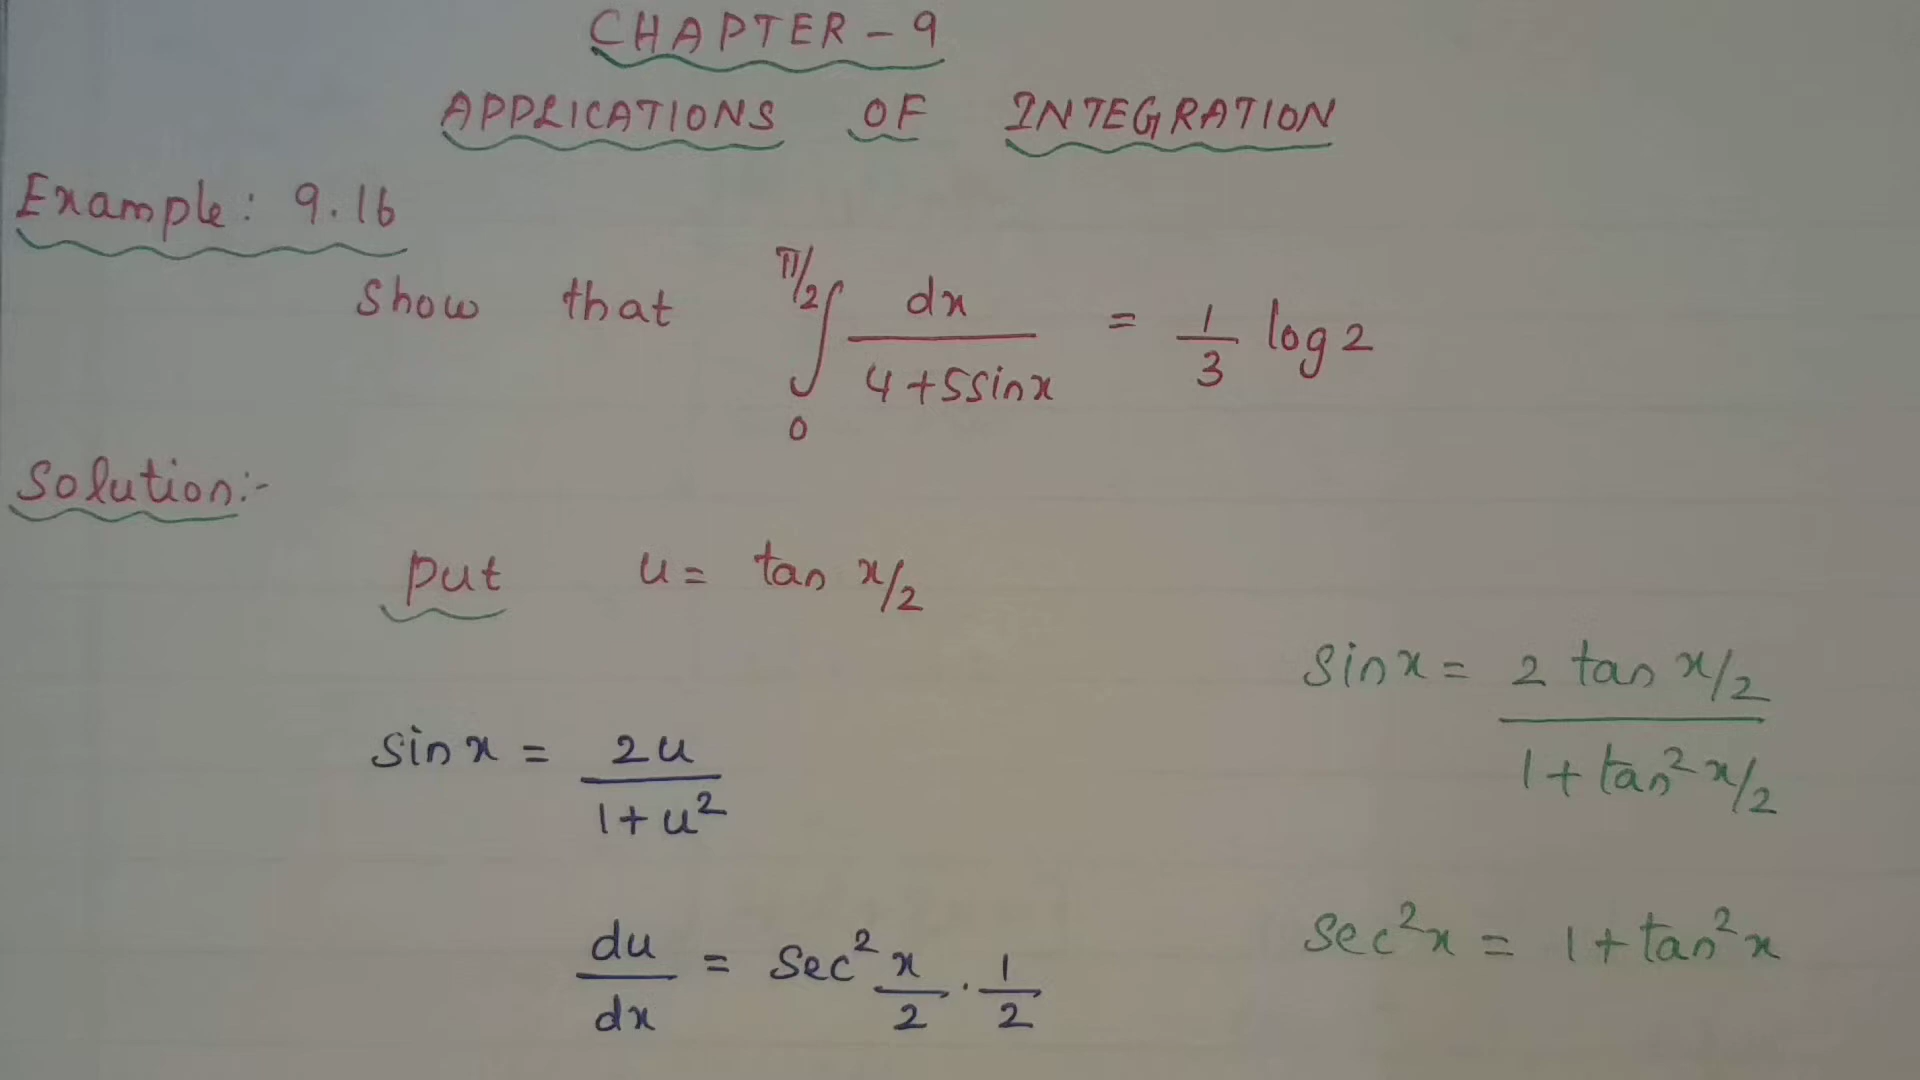 CHAPTER - 9
APPLICATIONS OF INTEGRATION
Example: 9.16
Show that ∫₀^(π/2) dx/(4+5sinx) = 1/3 log 2
Solution:-
put u = tan x/2
sin x = 2u/(1+u²)
sin x = 2 tan x/2 / (1+tan² x/2)
du/dx = sec² x/2 · 1/2
sec²x = 1+tan²x